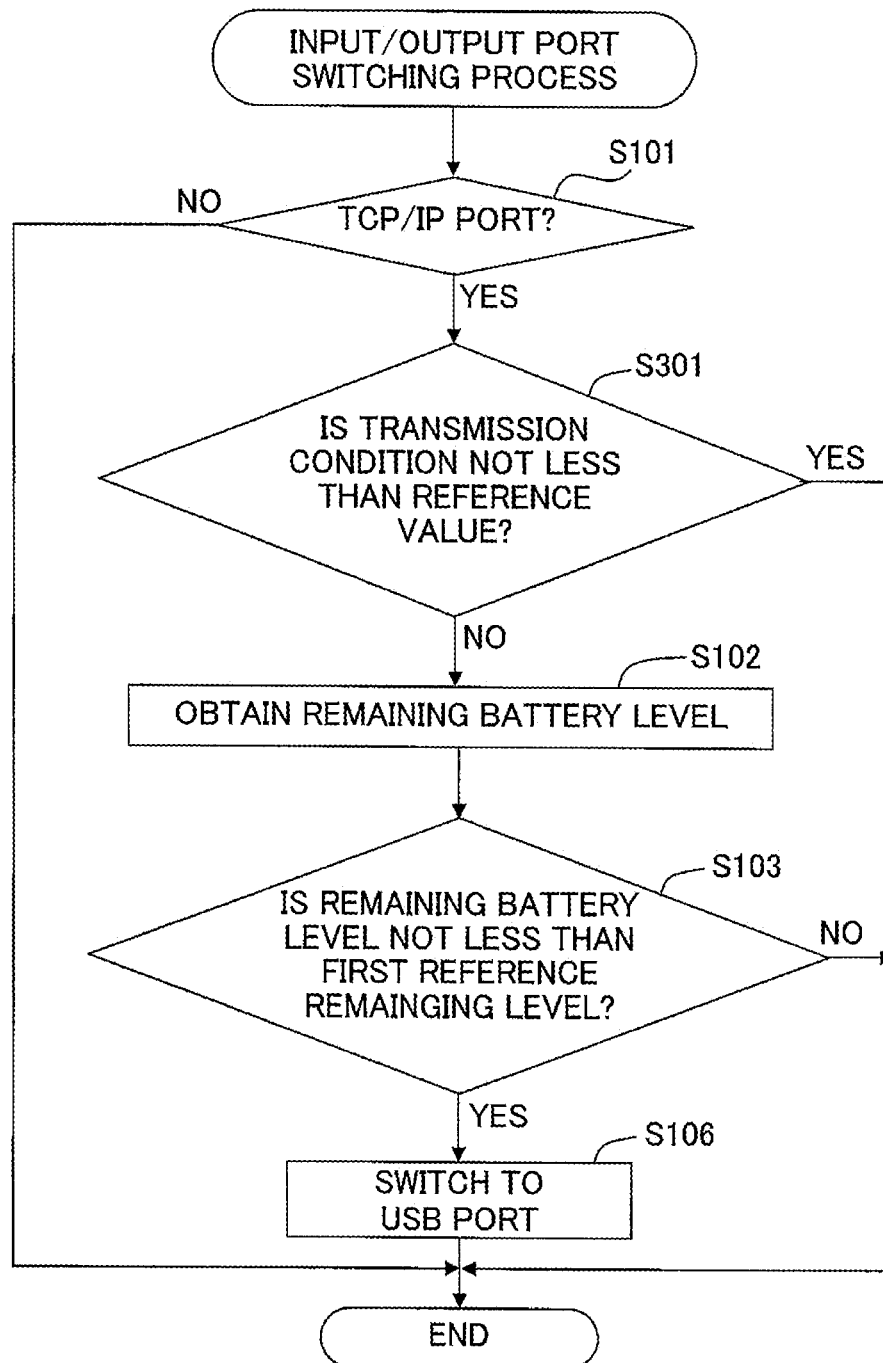 INPUT/OUTPUT PORT
SWITCHING PROCESS
S101
NO
TCP/IP PORT?
YES
S301
IS TRANSMISSION
CONDITION NOT LESS
THAN REFERENCE
VALUE?
YES
NO
S102
OBTAIN REMAINING BATTERY LEVEL
S103
IS REMAINING BATTERY
LEVEL NOT LESS THAN
FIRST REFERENCE
REMAINGING LEVEL?
NO
YES
S106
SWITCH TO
USB PORT
END